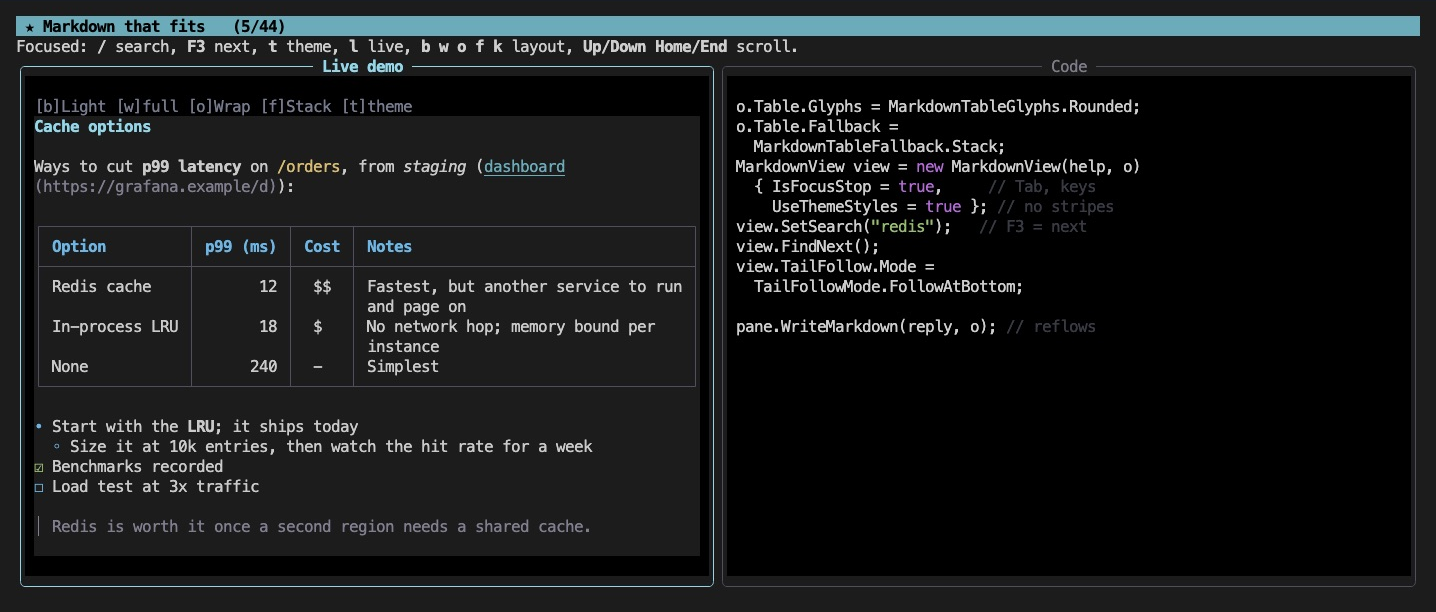 ★ Markdown that fits (5/44)
Focused: / search, F3 next, t theme, l live, b w o f k layout, Up/Down Home/End scroll.
Live demo
[b]Light [w]full [o]Wrap [f]Stack [t]theme
Cache options
Ways to cut p99 latency on /orders, from staging (dashboard
(https://grafana.example/d)):
Option p99 (ms) Cost Notes
Redis cache 12 $$ Fastest, but another service to run
and page on
In-process LRU 18 $ No network hop; memory bound per
instance
None 240 — Simplest
• Start with the LRU; it ships today
◦ Size it at 10k entries, then watch the hit rate for a week
☑ Benchmarks recorded
☐ Load test at 3x traffic
Redis is worth it once a second region needs a shared cache.
Code
o.Table.Glyphs = MarkdownTableGlyphs.Rounded;
o.Table.Fallback =
MarkdownTableFallback.Stack;
MarkdownView view = new MarkdownView(help, o)
{ IsFocusStop = true, // Tab, keys
UseThemeStyles = true }; // no stripes
view.SetSearch("redis"); // F3 = next
view.FindNext();
view.TailFollow.Mode =
TailFollowMode.FollowAtBottom;
pane.WriteMarkdown(reply, o); // reflows